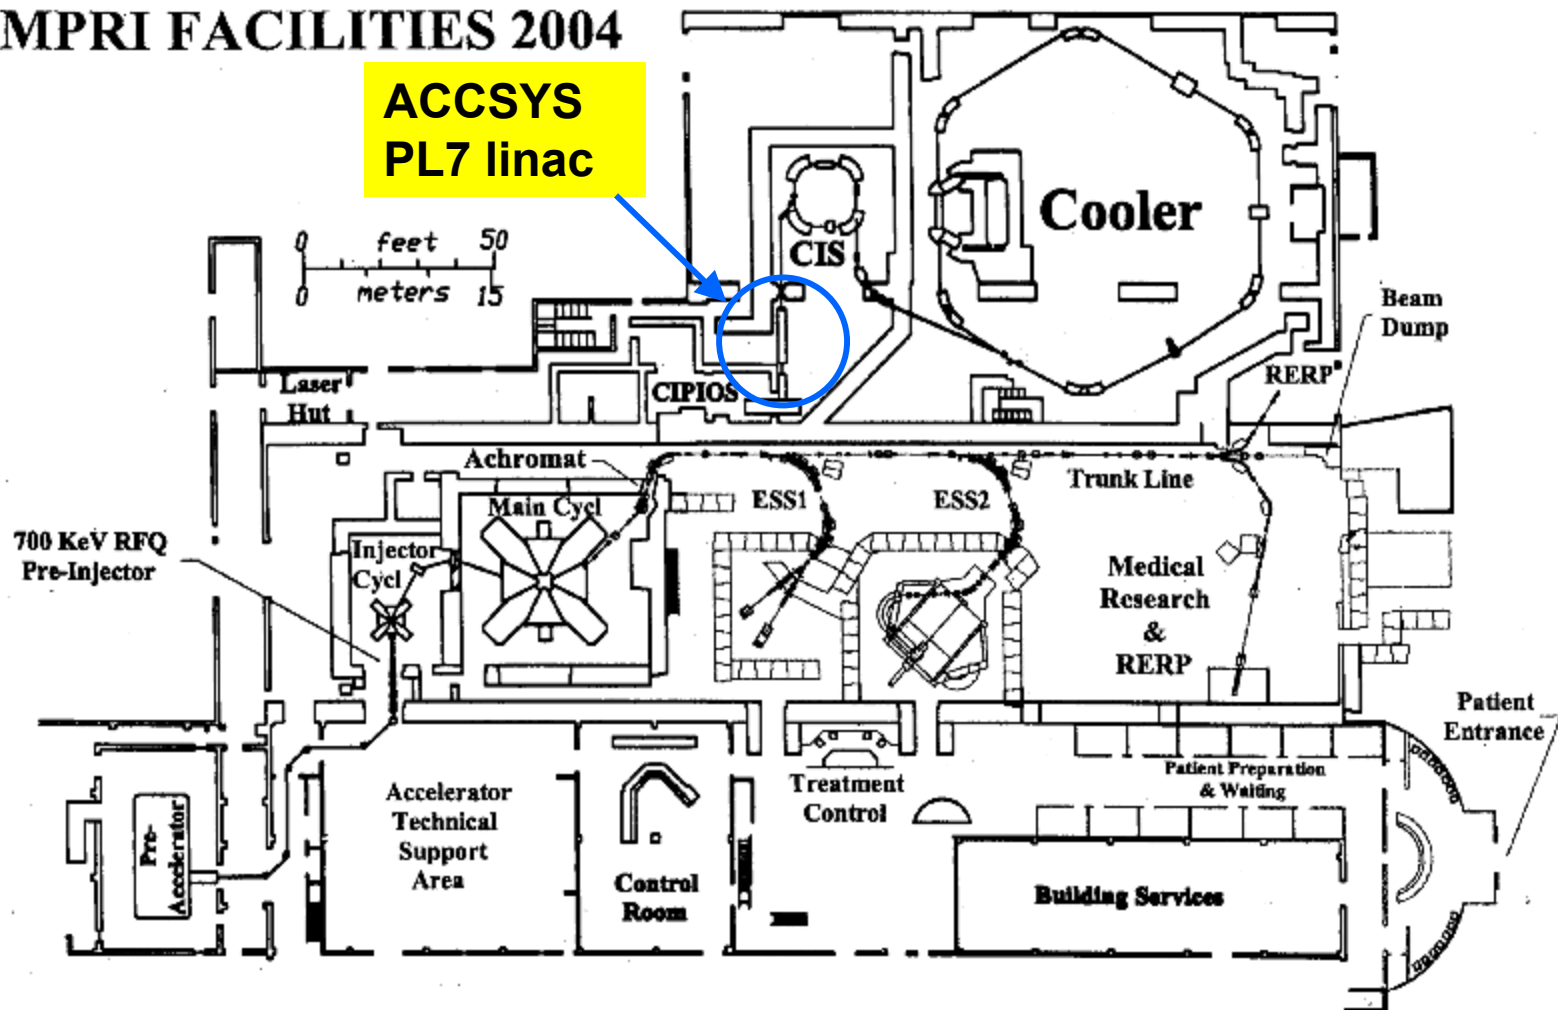 MPRI FACILITIES 2004
ACCSYS
PL7 linac
0 feet 50
0 meters 15
CIS
Cooler
Beam
Dump
RERP
Laser
Hut
CIPIOS
Achromat
Main Cycl
ESS1
ESS2
Trunk Line
700 KeV RFQ
Pre-Injector
Injector
Cycl
Medical
Research
&
RERP
Patient
Entrance
Patient Preparation
& Waiting
Treatment
Control
Accelerator
Technical
Support
Area
Pre-
Accelerator
Control
Room
Building Services